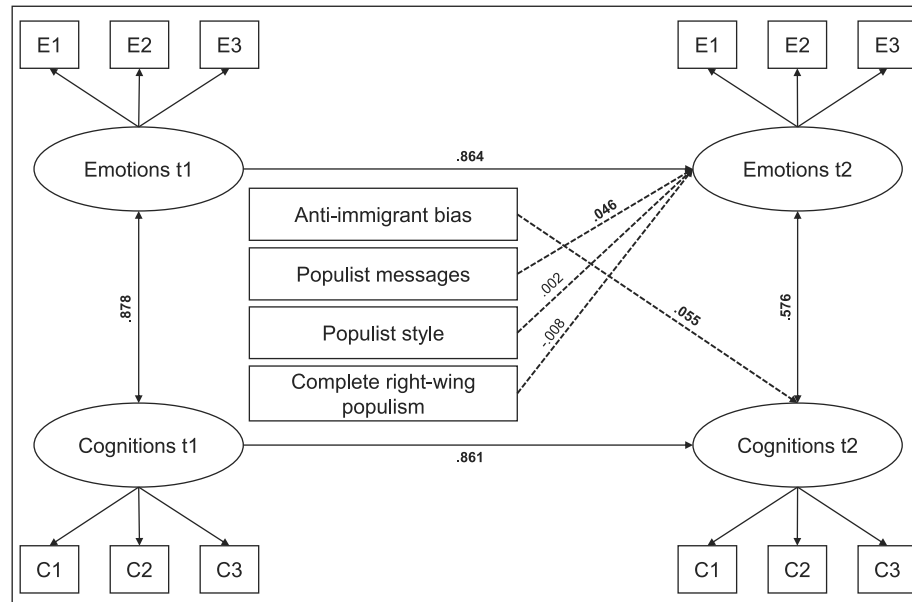 E1 E2 E3 E1 E2 E3
Emotions t1 .864 Emotions t2
Anti-immigrant bias
.046
Populist messages
.002
.878 .055 .576
Populist style
-.008
Complete right-wing
populism
Cognitions t1 .861 Cognitions t2
C1 C2 C3 C1 C2 C3